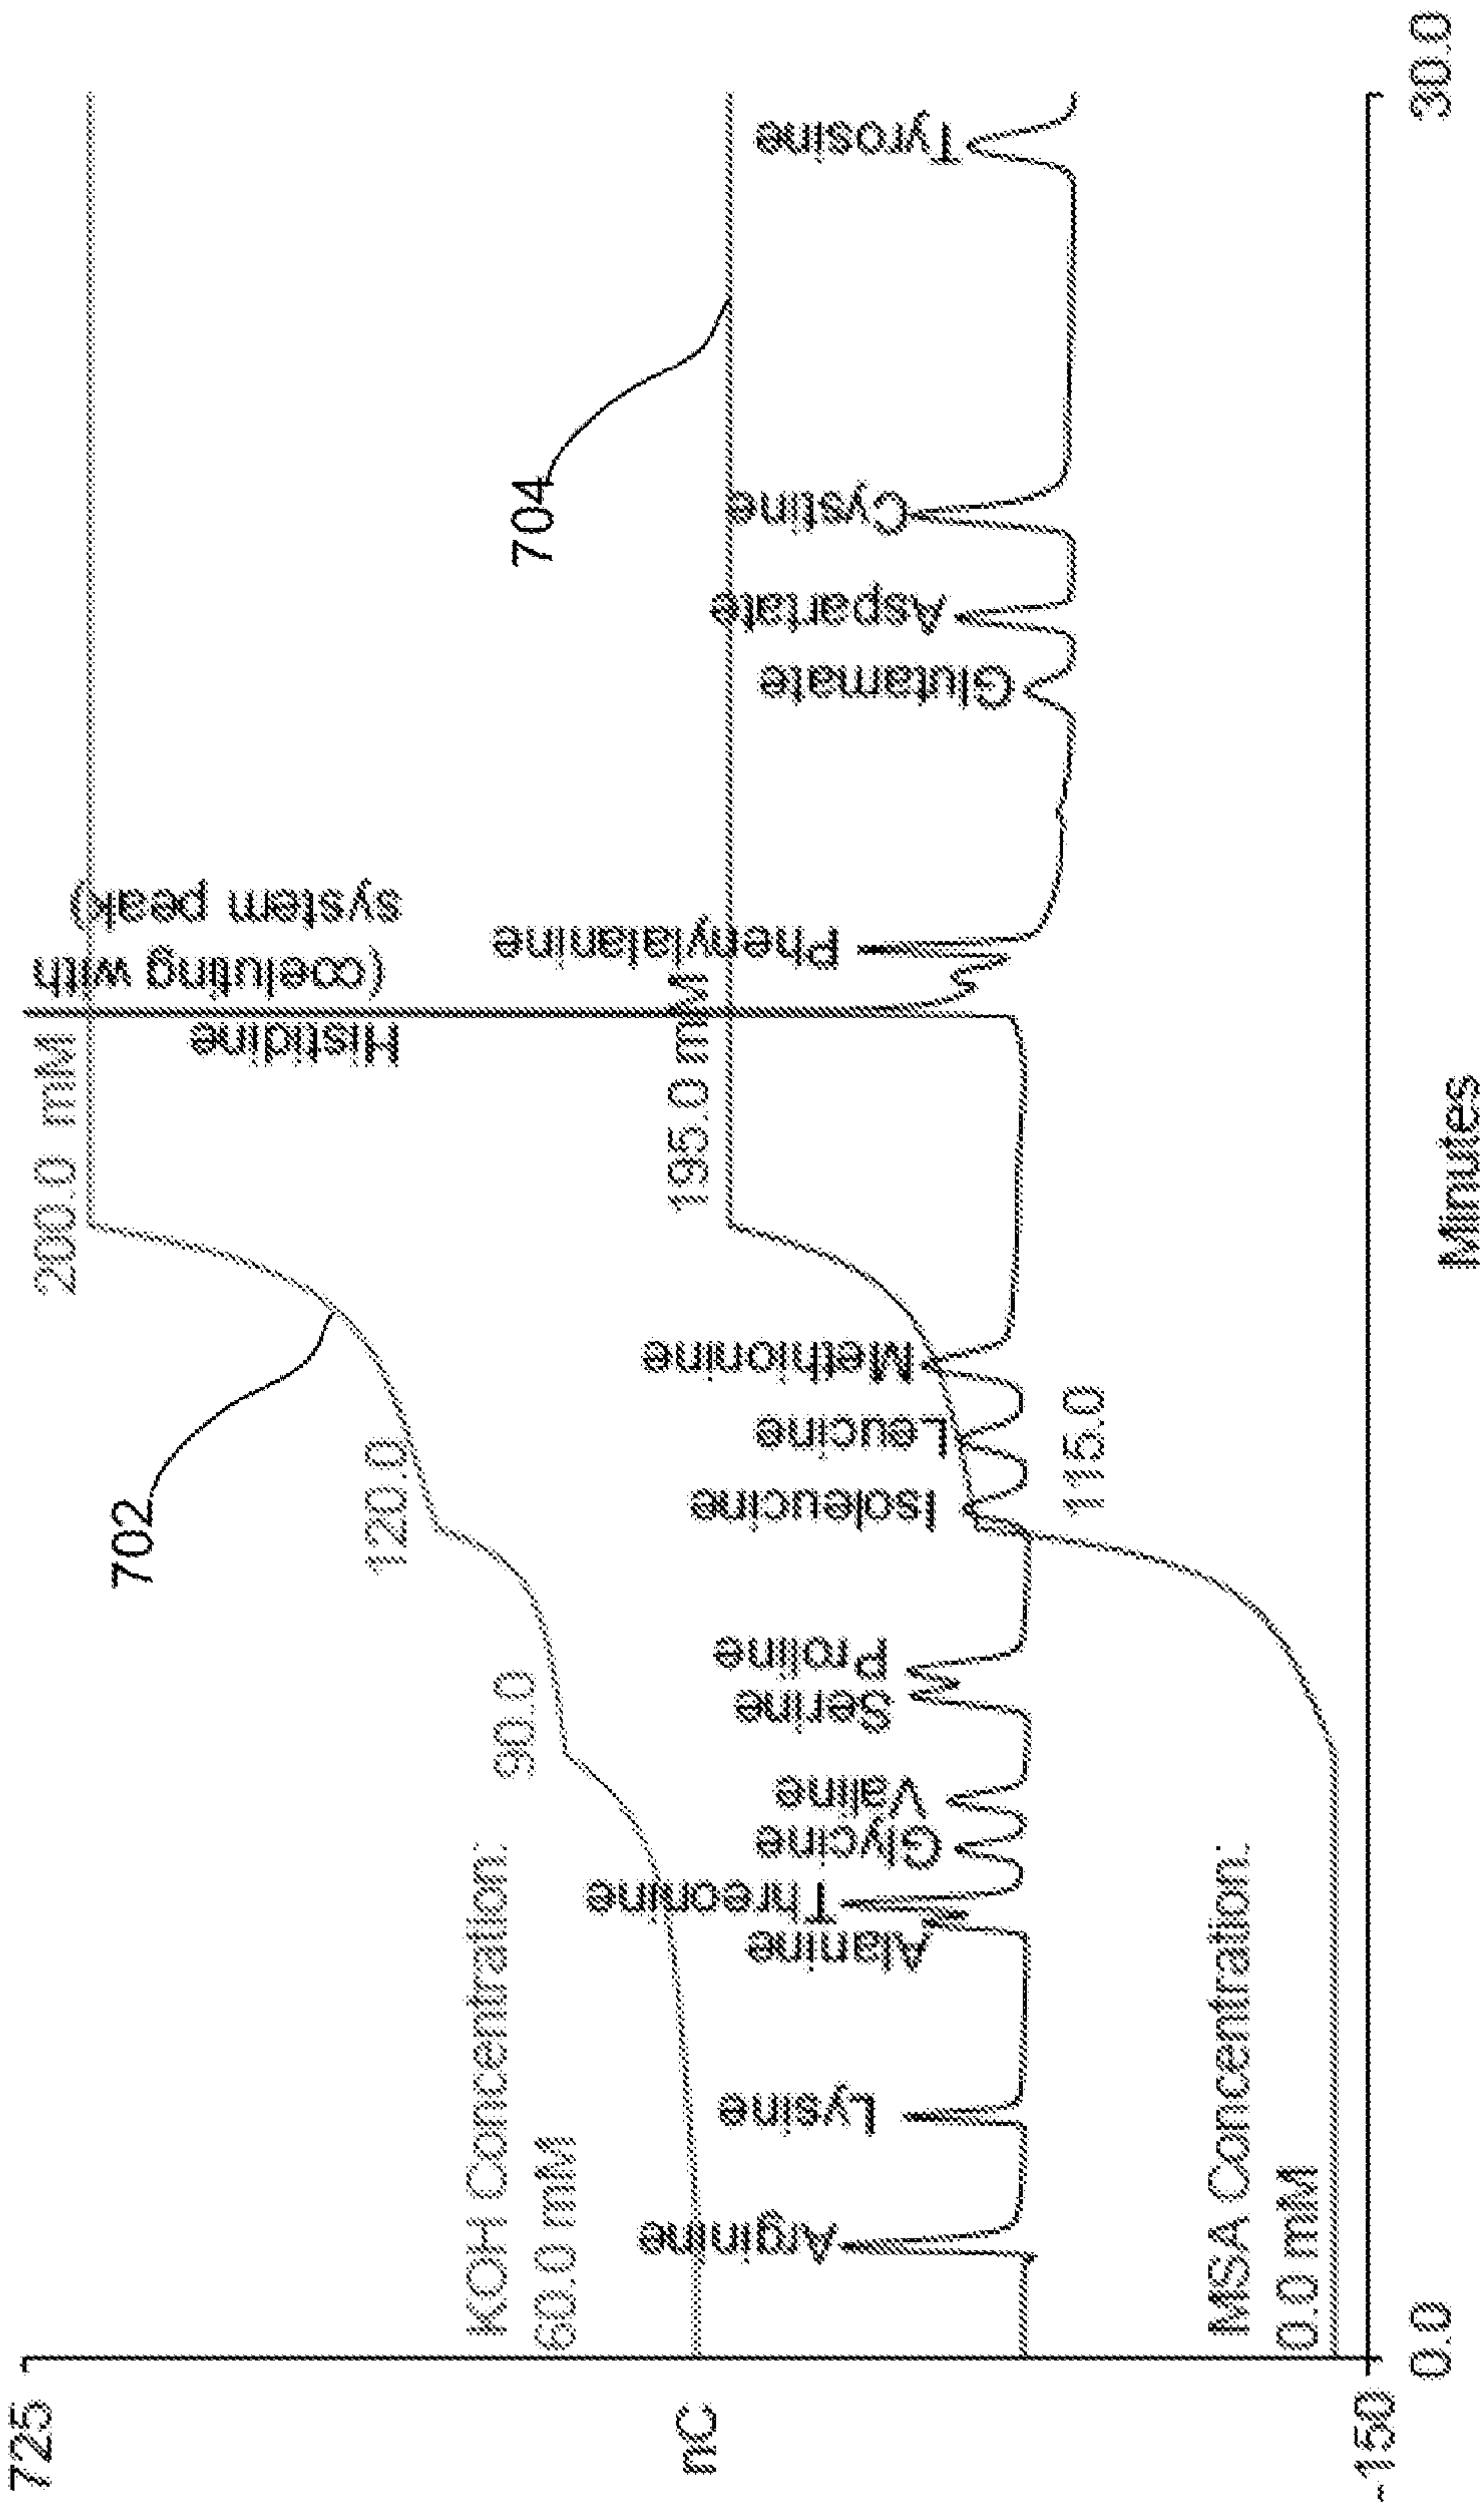 725
nC
-150
0.0
30.0
Minutes
KOH Concentration:
60.0 mM
90.0
120.0
200.0 mM
702
MSA Concentration:
0.0 mM
115.0
195.0 mM
704
Arginine
Lysine
Alanine
Threonine
Glycine
Valine
Serine
Proline
Isoleucine
Leucine
Methionine
Histidine
(coeluting with
system peak)
Phenylalanine
Glutamate
Aspartate
Cystine
Tyrosine